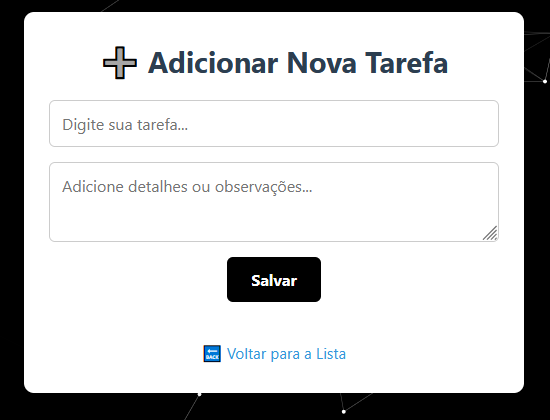 ➕ Adicionar Nova Tarefa
Digite sua tarefa...
Adicione detalhes ou observações...
Salvar
🔙 Voltar para a Lista